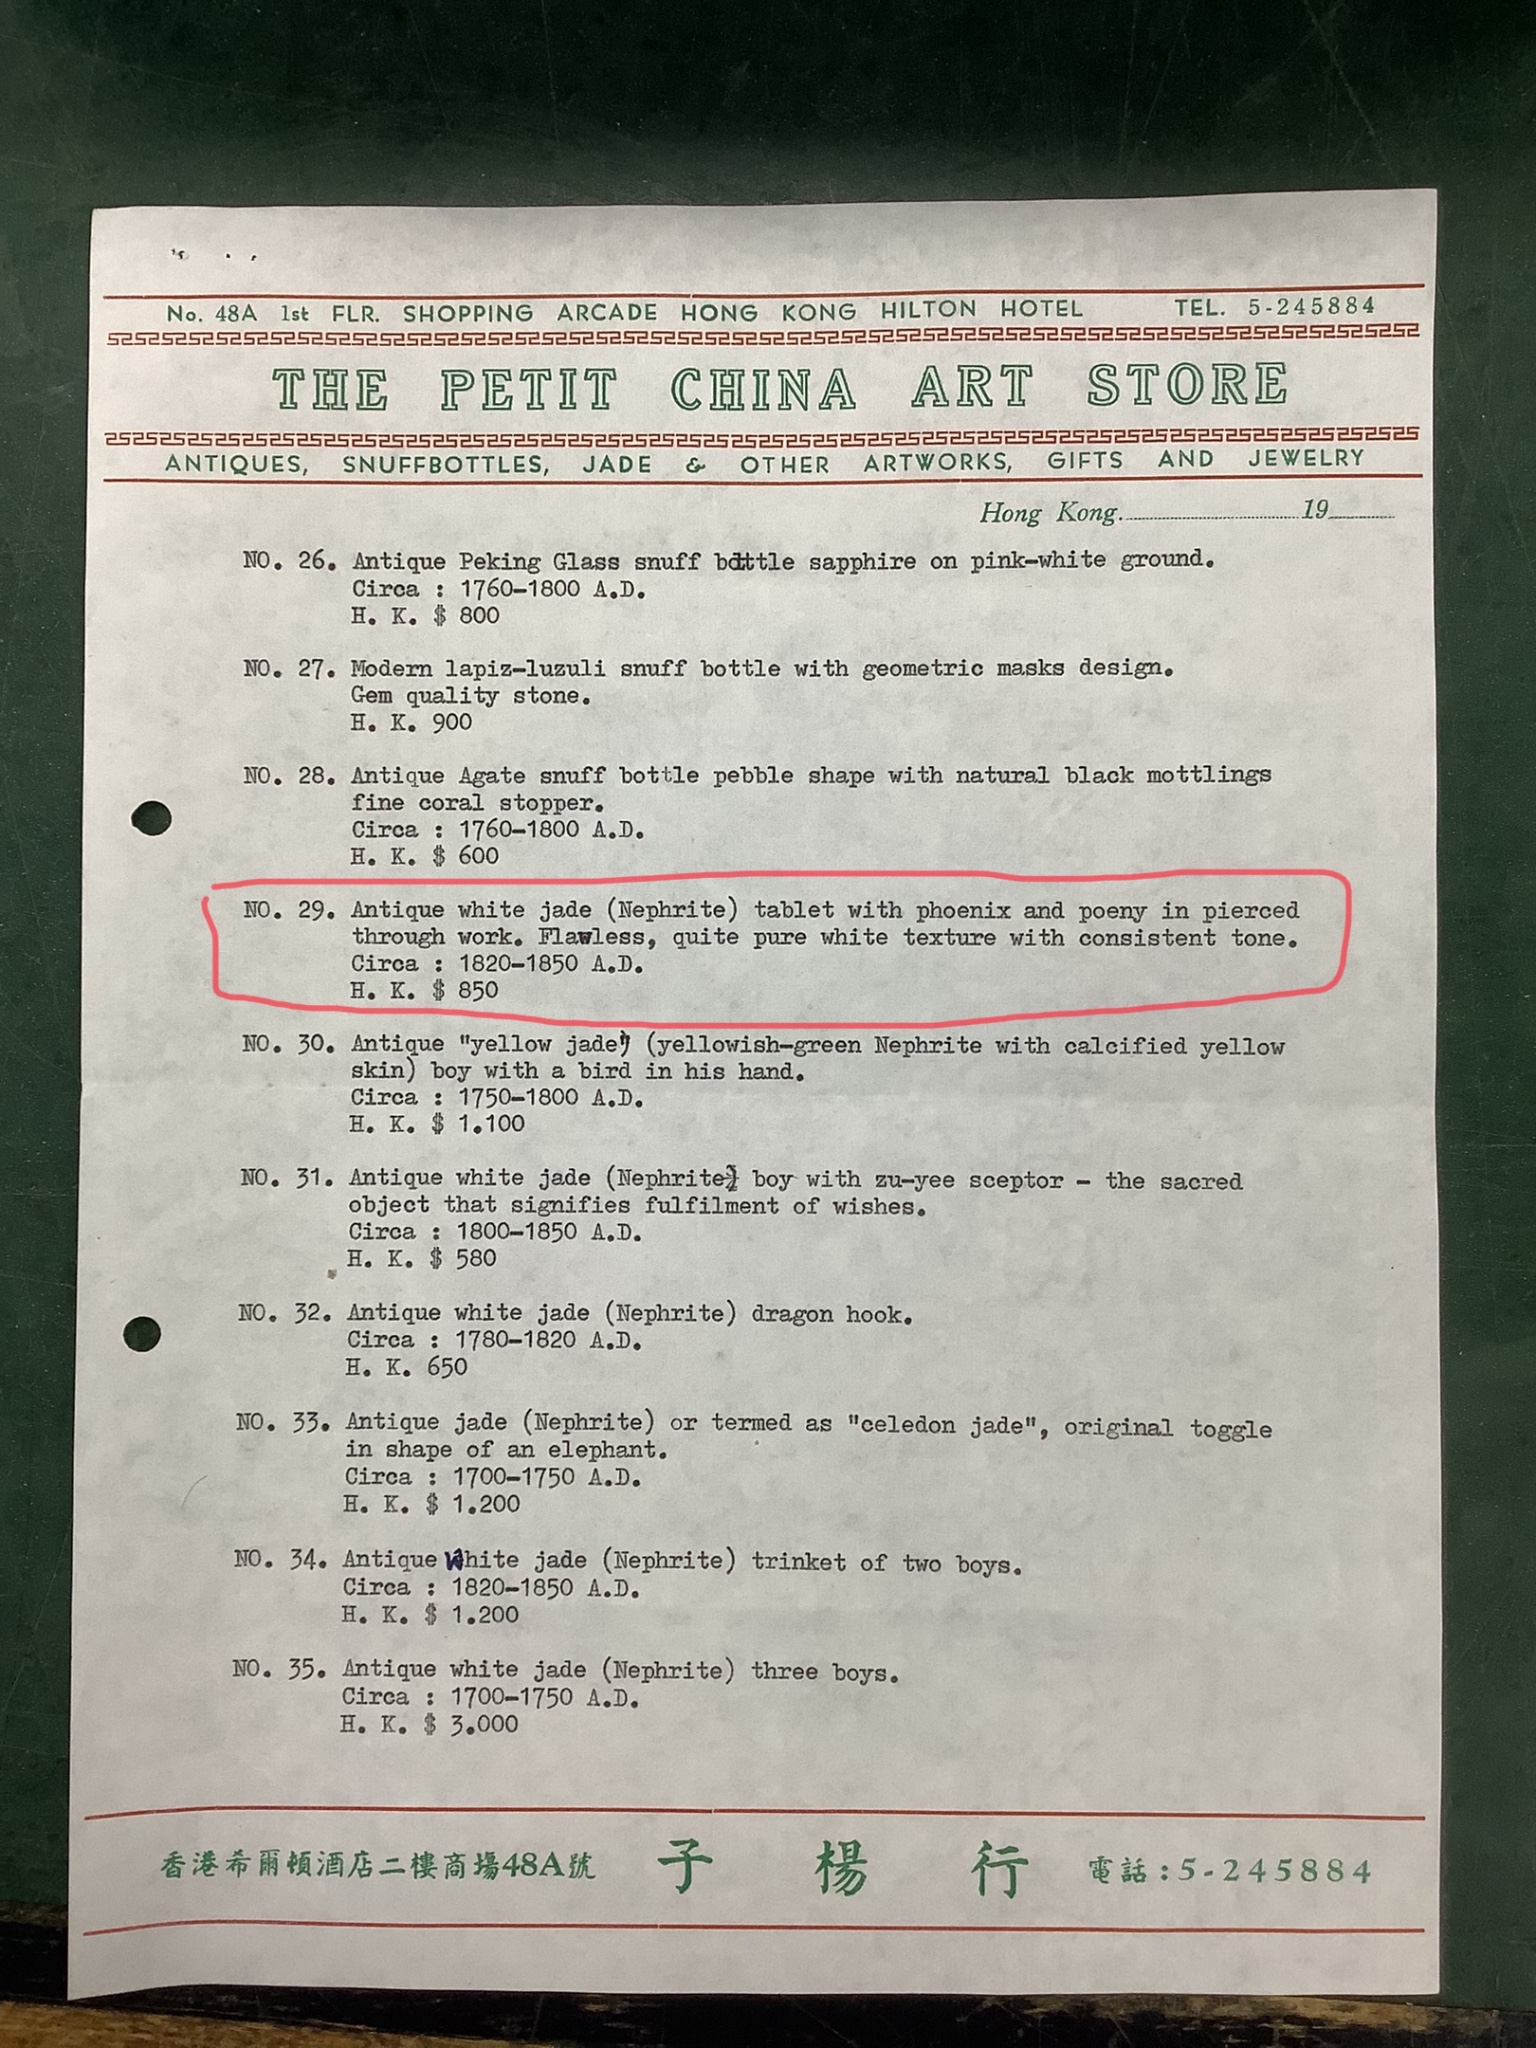 No. 48A 1st FLR. SHOPPING ARCADE HONG KONG HILTON HOTEL TEL. 5-245884
THE PETIT CHINA ART STORE
ANTIQUES, SNUFFBOTTLES, JADE & OTHER ARTWORKS, GIFTS AND JEWELRY
Hong Kong. 19
NO. 26. Antique Peking Glass snuff bottle sapphire on pink-white ground.
Circa : 1760-1800 A.D.
H. K. $ 800
NO. 27. Modern lapiz-luzuli snuff bottle with geometric masks design.
Gem quality stone.
H. K. 900
NO. 28. Antique Agate snuff bottle pebble shape with natural black mottlings
fine coral stopper.
Circa : 1760-1800 A.D.
H. K. $ 600
NO. 29. Antique white jade (Nephrite) tablet with phoenix and poeny in pierced
through work. Flawless, quite pure white texture with consistent tone.
Circa : 1820-1850 A.D.
H. K. $ 850
NO. 30. Antique "yellow jade" (yellowish-green Nephrite with calcified yellow
skin) boy with a bird in his hand.
Circa : 1750-1800 A.D.
H. K. $ 1.100
NO. 31. Antique white jade (Nephrite) boy with zu-yee sceptor - the sacred
object that signifies fulfilment of wishes.
Circa : 1800-1850 A.D.
H. K. $ 580
NO. 32. Antique white jade (Nephrite) dragon hook.
Circa : 1780-1820 A.D.
H. K. 650
NO. 33. Antique jade (Nephrite) or termed as "celedon jade", original toggle
in shape of an elephant.
Circa : 1700-1750 A.D.
H. K. $ 1.200
NO. 34. Antique White jade (Nephrite) trinket of two boys.
Circa : 1820-1850 A.D.
H. K. $ 1.200
NO. 35. Antique white jade (Nephrite) three boys.
Circa : 1700-1750 A.D.
H. K. $ 3.000
香港希爾頓酒店二樓商場48A號 子楊行 電話:5-245884